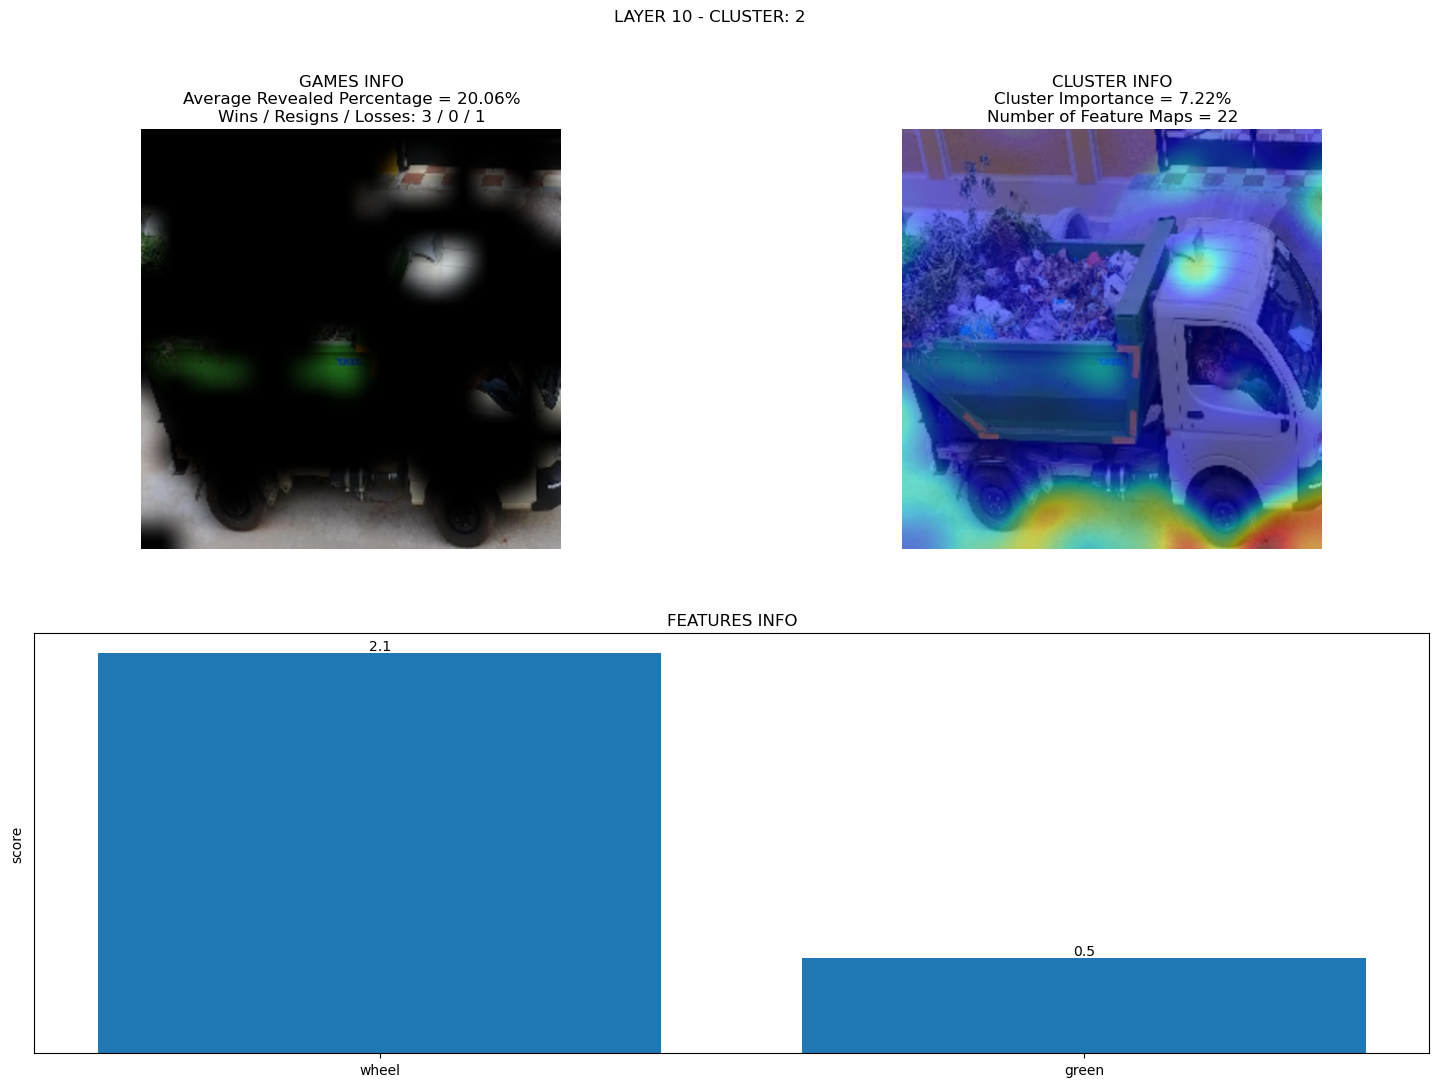 LAYER 10 - CLUSTER: 2
GAMES INFO
Average Revealed Percentage = 20.06%
Wins / Resigns / Losses: 3 / 0 / 1
CLUSTER INFO
Cluster Importance = 7.22%
Number of Feature Maps = 22
FEATURES INFO
score
2.1
0.5
wheel
green